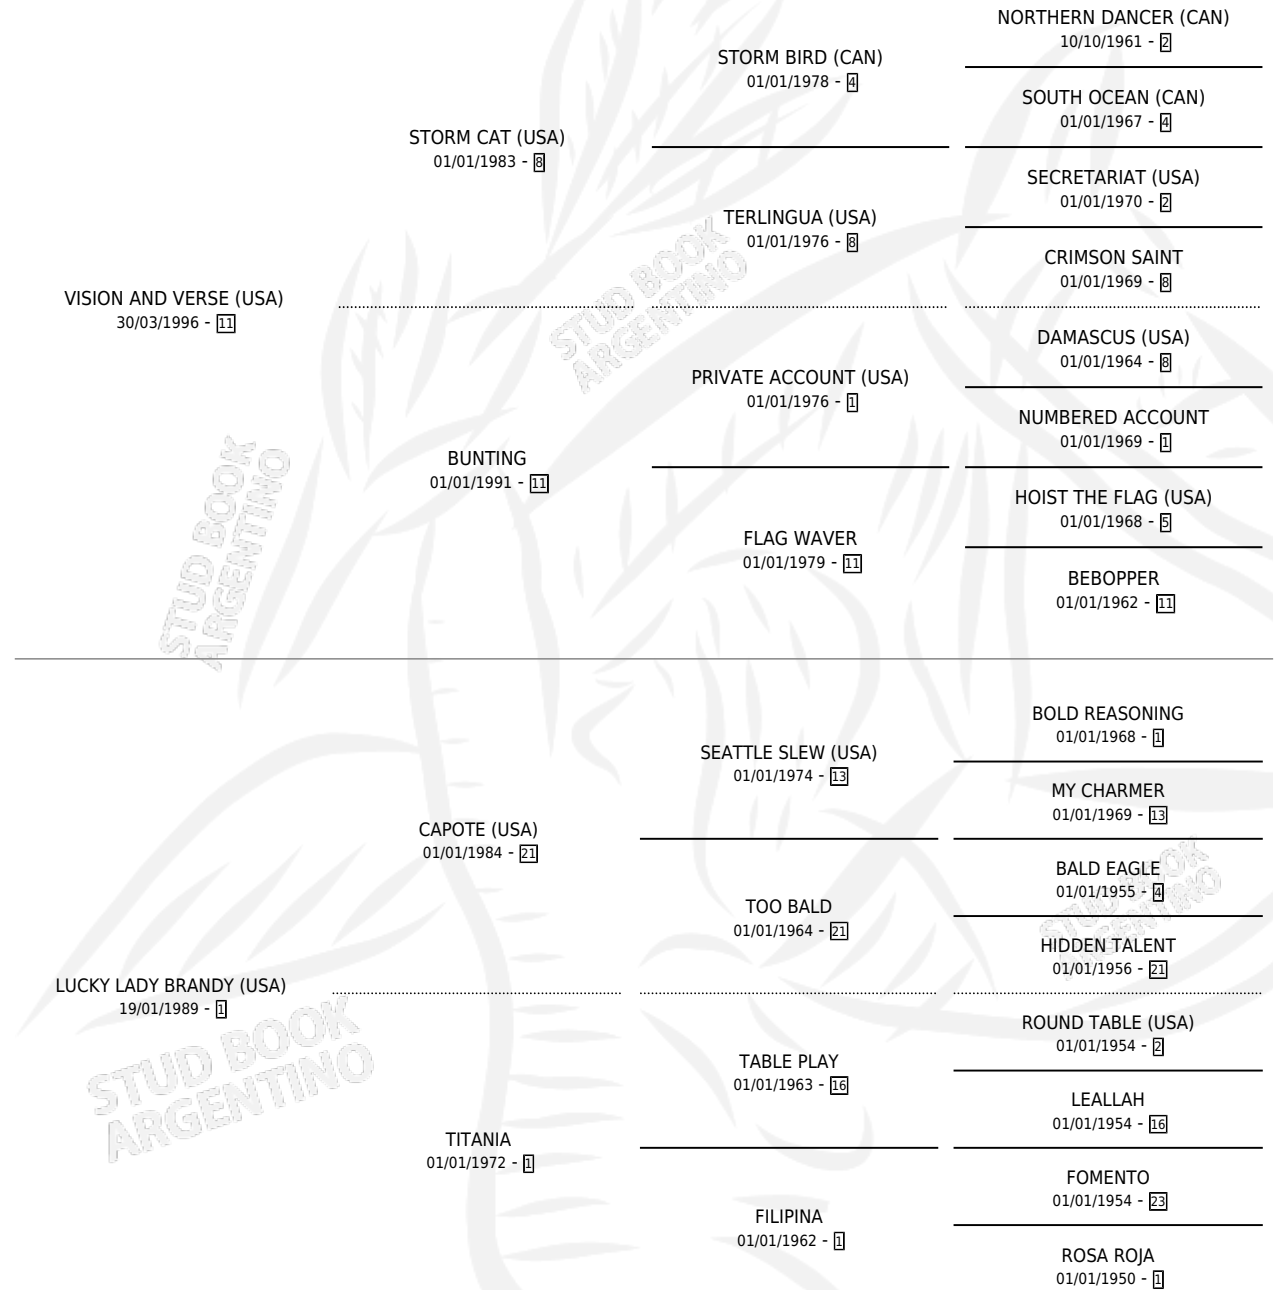 NORTHERN DANCER (CAN)
10/10/1961 - 2
STORM BIRD (CAN)
01/01/1978 - 4
SOUTH OCEAN (CAN)
01/01/1967 - 4
STORM CAT (USA)
01/01/1983 - 8
SECRETARIAT (USA)
01/01/1970 - 2
TERLINGUA (USA)
01/01/1976 - 8
CRIMSON SAINT
01/01/1969 - 8
VISION AND VERSE (USA)
30/03/1996 - 11
DAMASCUS (USA)
01/01/1964 - 8
PRIVATE ACCOUNT (USA)
01/01/1976 - 1
NUMBERED ACCOUNT
01/01/1969 - 1
BUNTING
01/01/1991 - 11
HOIST THE FLAG (USA)
01/01/1968 - 5
FLAG WAVER
01/01/1979 - 11
BEBOPPER
01/01/1962 - 11
BOLD REASONING
01/01/1968 - 1
SEATTLE SLEW (USA)
01/01/1974 - 13
MY CHARMER
01/01/1969 - 13
CAPOTE (USA)
01/01/1984 - 21
BALD EAGLE
01/01/1955 - 4
TOO BALD
01/01/1964 - 21
HIDDEN TALENT
01/01/1956 - 21
LUCKY LADY BRANDY (USA)
19/01/1989 - 1
ROUND TABLE (USA)
01/01/1954 - 2
TABLE PLAY
01/01/1963 - 16
LEALLAH
01/01/1954 - 16
TITANIA
01/01/1972 - 1
FOMENTO
01/01/1954 - 23
FILIPINA
01/01/1962 - 1
ROSA ROJA
01/01/1950 - 1
STUD BOOK
ARGENTINO
STUD BOOK
ARGENTINO
STUD BOOK
ARGENTINO
STUD BOOK
ARGENTINO